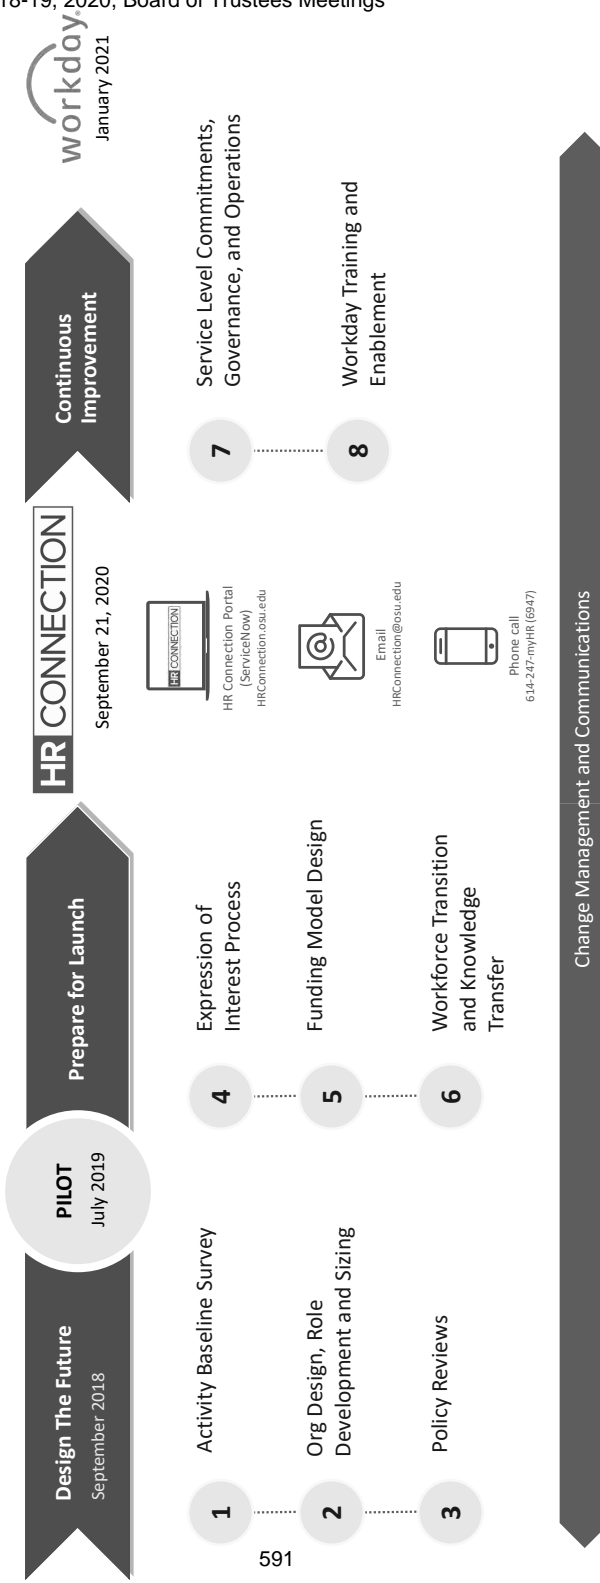 18-19, 2020, Board of Trustees Meetings
Design The Future
September 2018
PILOT
July 2019
Prepare for Launch
HR CONNECTION
September 21, 2020
Continuous
Improvement
workday.
January 2021
1
Activity Baseline Survey
2
Org Design, Role
Development and Sizing
3
Policy Reviews
4
Expression of
Interest Process
5
Funding Model Design
6
Workforce Transition
and Knowledge
Transfer
HR CONNECTION
HR Connection Portal
(ServiceNow)
HRConnection.osu.edu
@
Email
HRConnection@osu.edu
Phone call
614-247-myHR (6947)
7
Service Level Commitments,
Governance, and Operations
8
Workday Training and
Enablement
Change Management and Communications
591